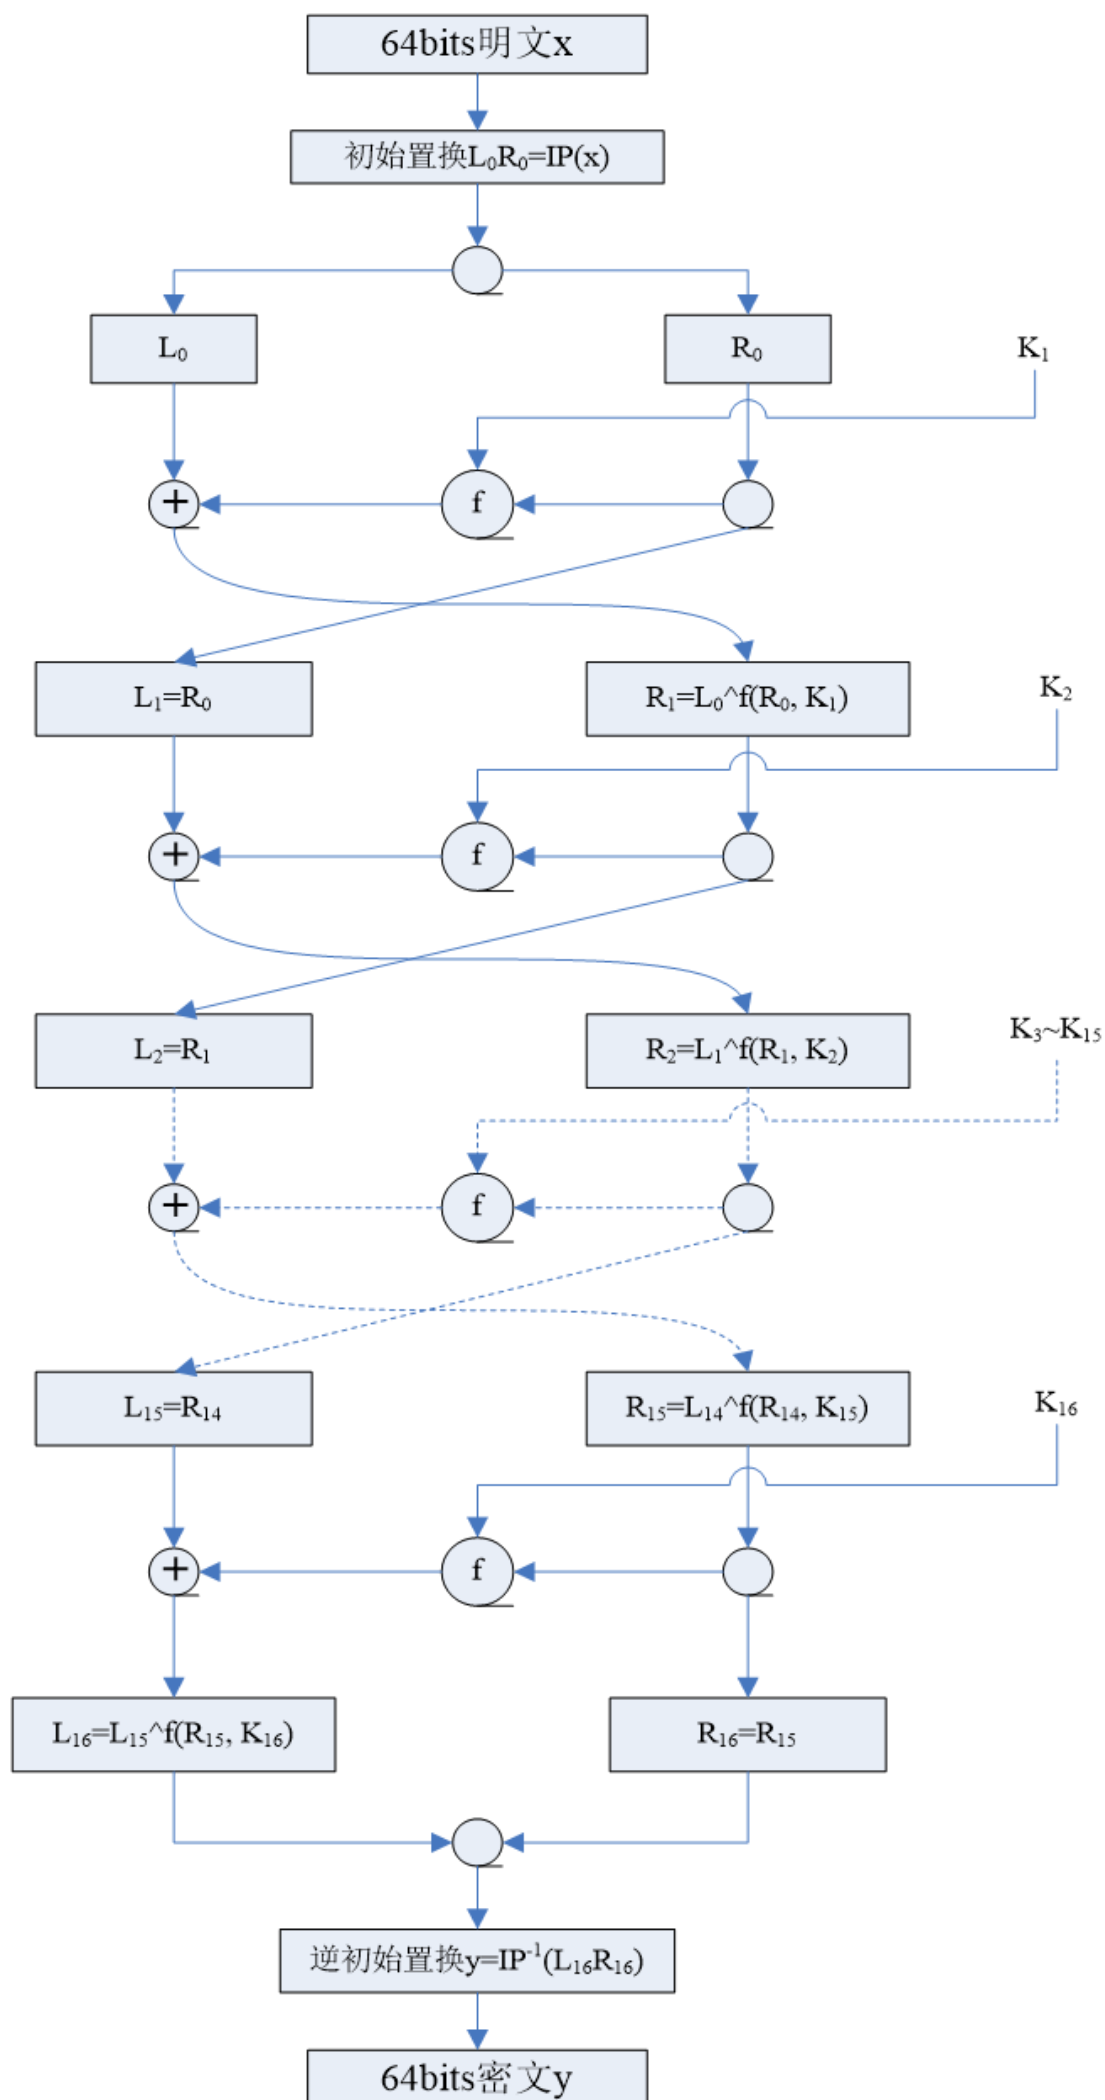 64bits明文x
初始置换L₀R₀=IP(x)
L₀
R₀
K₁
+
f
L₁=R₀
R₁=L₀^f(R₀, K₁)
K₂
+
f
L₂=R₁
R₂=L₁^f(R₁, K₂)
K₃~K₁₅
+
f
L₁₅=R₁₄
R₁₅=L₁₄^f(R₁₄, K₁₅)
K₁₆
+
f
L₁₆=L₁₅^f(R₁₅, K₁₆)
R₁₆=R₁₅
逆初始置换y=IP⁻¹(L₁₆R₁₆)
64bits密文y